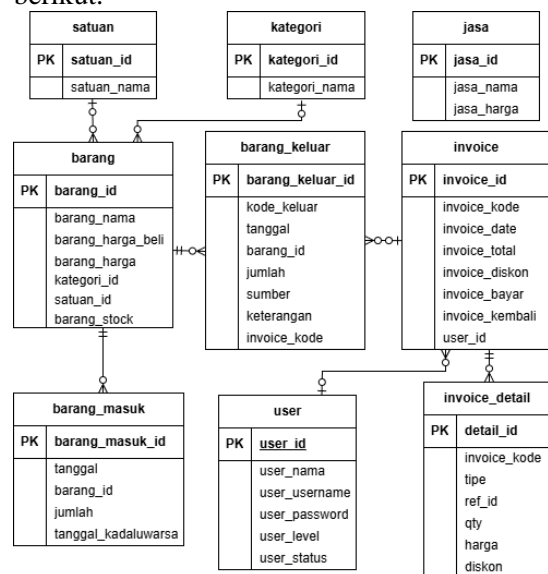 berikut:
satuan
PK satuan_id
satuan_nama
kategori
PK kategori_id
kategori_nama
jasa
PK jasa_id
jasa_nama
jasa_harga
barang
PK barang_id
barang_nama
barang_harga_beli
barang_harga
kategori_id
satuan_id
barang_stock
barang_keluar
PK barang_keluar_id
kode_keluar
tanggal
barang_id
jumlah
sumber
keterangan
invoice_kode
invoice
PK invoice_id
invoice_kode
invoice_date
invoice_total
invoice_diskon
invoice_bayar
invoice_kembali
user_id
barang_masuk
PK barang_masuk_id
tanggal
barang_id
jumlah
tanggal_kadaluwarsa
user
PK user_id
user_nama
user_username
user_password
user_level
user_status
invoice_detail
PK detail_id
invoice_kode
tipe
ref_id
qty
harga
diskon